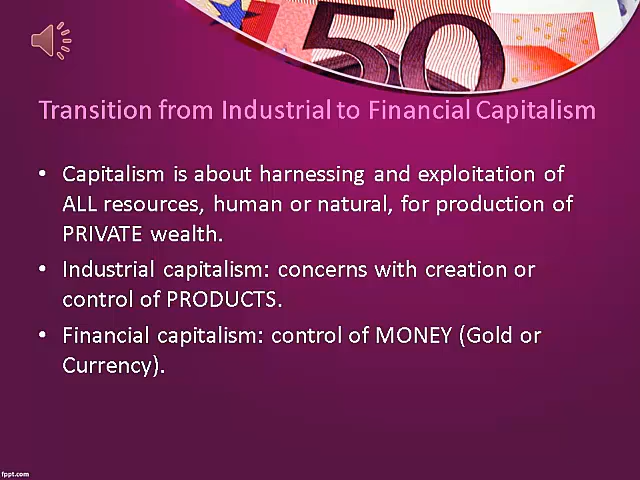 50
Transition from Industrial to Financial Capitalism
• Capitalism is about harnessing and exploitation of
ALL resources, human or natural, for production of
PRIVATE wealth.
• Industrial capitalism: concerns with creation or
control of PRODUCTS.
• Financial capitalism: control of MONEY (Gold or
Currency).
fppt.com